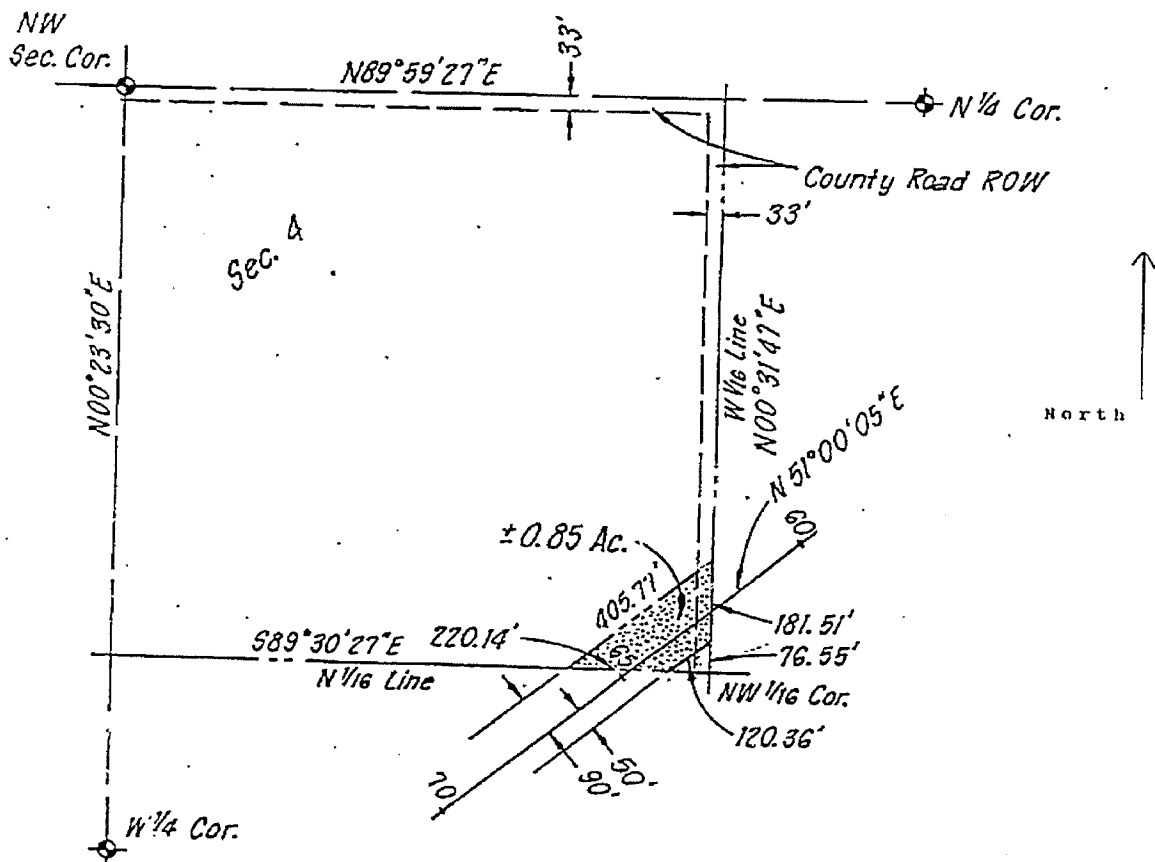 NW
Sec. Cor.
33'
N89°59'27"E
N 1/4 Cor.
County Road ROW
33'
Sec. 4
N00°23'30"E
W 1/16 Line
N00°31'47"E
North
N 51°00'05"E
60
±0.85 Ac.
405.77'
181.51'
S89°30'27"E
220.14'
65
76.55'
N 1/16 Line
NW 1/16 Cor.
120.36'
50'
90'
70
W 1/4 Cor.